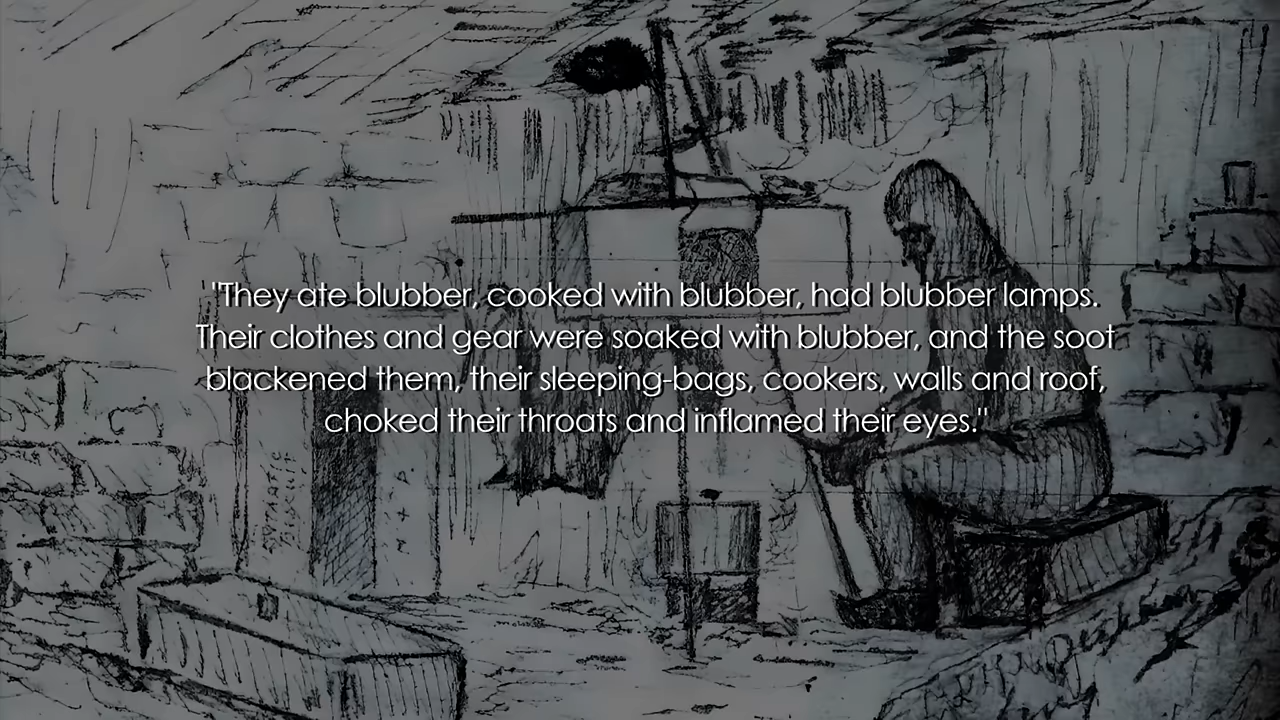 "They ate blubber, cooked with blubber, had blubber lamps.
Their clothes and gear were soaked with blubber, and the soot
blackened them, their sleeping-bags, cookers, walls and roof,
choked their throats and inflamed their eyes."